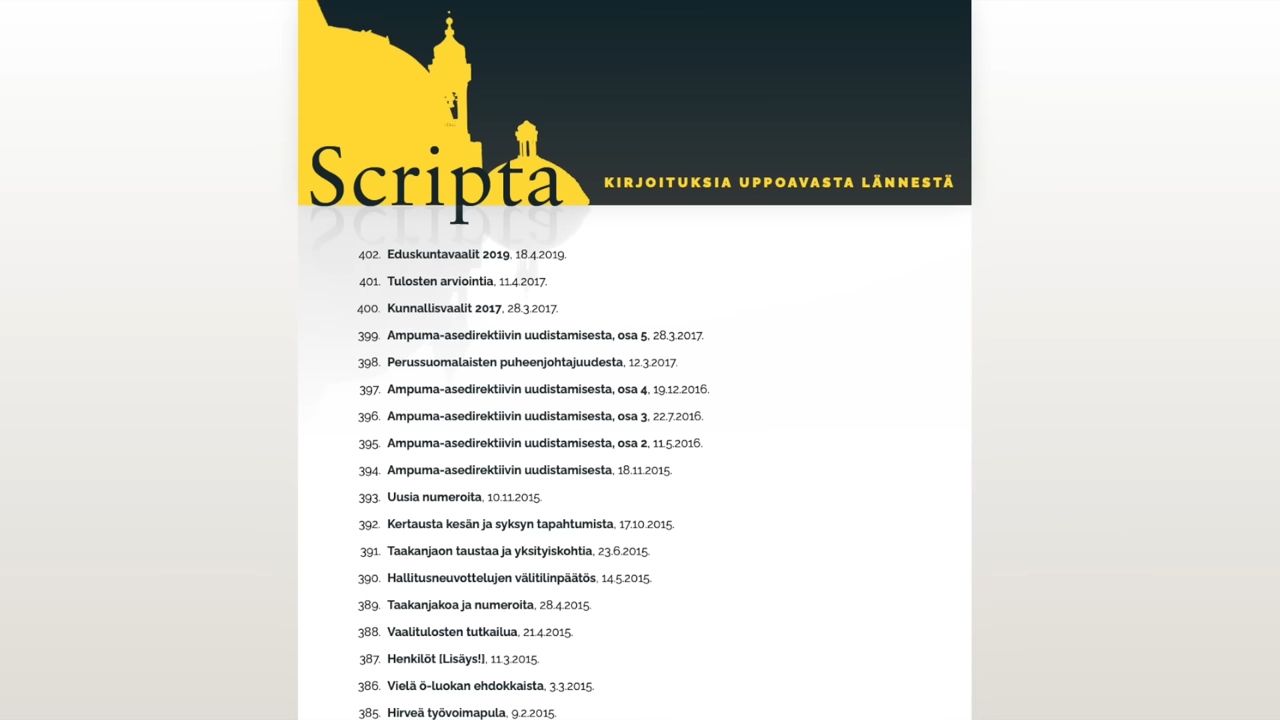 Scripta
KIRJOITUKSIA UPPOAVASTA LÄNNESTÄ
402. Eduskuntavaalit 2019, 18.4.2019.
401. Tulosten arviointia, 11.4.2017.
400. Kunnallisvaalit 2017, 28.3.2017.
399. Ampuma-asedirektiivin uudistamisesta, osa 5, 28.3.2017.
398. Perussuomalaisten puheenjohtajuudesta, 12.3.2017.
397. Ampuma-asedirektiivin uudistamisesta, osa 4, 19.12.2016.
396. Ampuma-asedirektiivin uudistamisesta, osa 3, 22.7.2016.
395. Ampuma-asedirektiivin uudistamisesta, osa 2, 11.5.2016.
394. Ampuma-asedirektiivin uudistamisesta, 18.11.2015.
393. Uusia numeroita, 10.11.2015.
392. Kertausta kesän ja syksyn tapahtumista, 17.10.2015.
391. Taakanjaon taustaa ja yksityiskohtia, 23.6.2015.
390. Hallitusneuvottelujen välitilinpäätös, 14.5.2015.
389. Taakanjakoa ja numeroita, 28.4.2015.
388. Vaalitulosten tutkailua, 21.4.2015.
387. Henkilöt [Lisäys!], 11.3.2015.
386. Vielä ö-luokan ehdokkaista, 3.3.2015.
385. Hirveä työvoimapula, 9.2.2015.